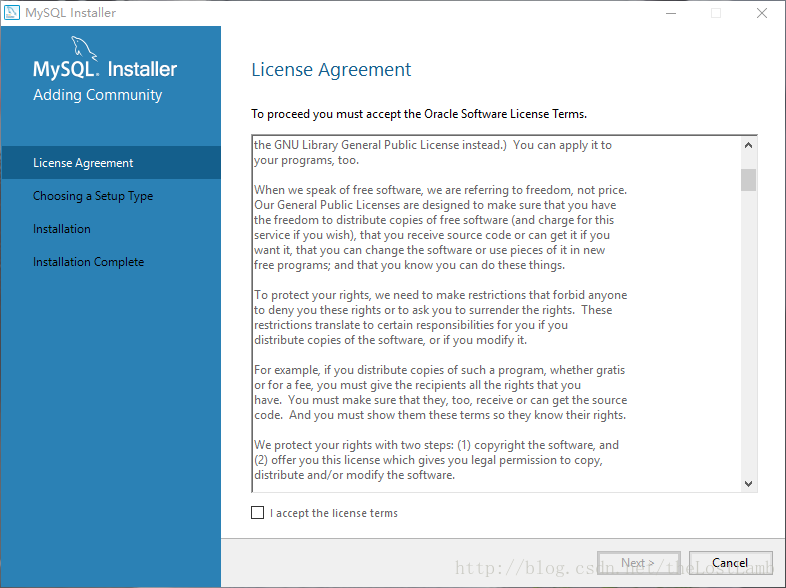 MySQL Installer
MySQL. Installer
Adding Community
License Agreement
Choosing a Setup Type
Installation
Installation Complete
License Agreement
To proceed you must accept the Oracle Software License Terms.
the GNU Library General Public License instead.)  You can apply it to
your programs, too.
When we speak of free software, we are referring to freedom, not price.
Our General Public Licenses are designed to make sure that you have
the freedom to distribute copies of free software (and charge for this
service if you wish), that you receive source code or can get it if you
want it, that you can change the software or use pieces of it in new
free programs; and that you know you can do these things.
To protect your rights, we need to make restrictions that forbid anyone
to deny you these rights or to ask you to surrender the rights.  These
restrictions translate to certain responsibilities for you if you
distribute copies of the software, or if you modify it.
For example, if you distribute copies of such a program, whether gratis
or for a fee, you must give the recipients all the rights that you
have.  You must make sure that they, too, receive or can get the source
code.  And you must show them these terms so they know their rights.
We protect your rights with two steps: (1) copyright the software, and
(2) offer you this license which gives you legal permission to copy,
distribute and/or modify the software.
I accept the license terms
Next >
Cancel
http://blog.csdn.net/theLostLamb